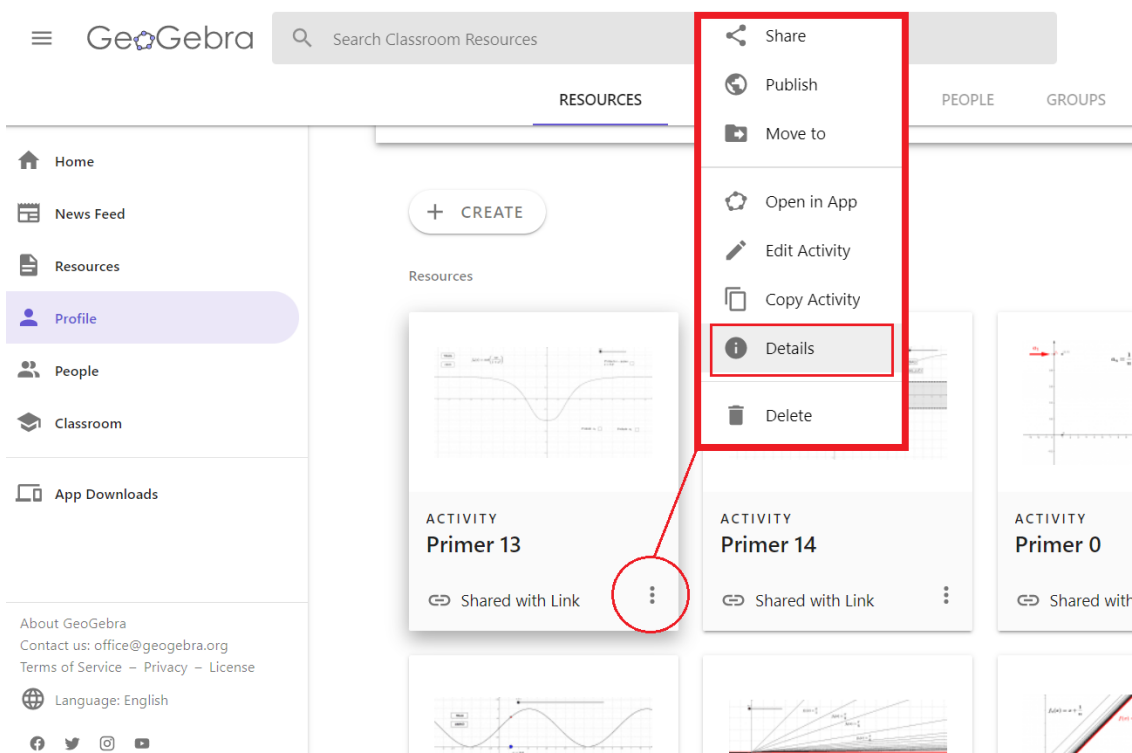 GeoGebra
Search Classroom Resources
RESOURCES
PEOPLE
GROUPS
Home
News Feed
Resources
Profile
People
Classroom
App Downloads
About GeoGebra
Contact us: office@geogebra.org
Terms of Service – Privacy – License
Language: English
CREATE
Resources
Share
Publish
Move to
Open in App
Edit Activity
Copy Activity
Details
Delete
ACTIVITY
Primer 13
Shared with Link
ACTIVITY
Primer 14
Shared with Link
ACTIVITY
Primer 0
Shared with